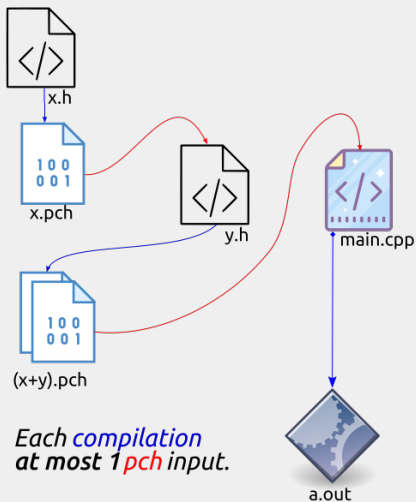 x.h
100
001
x.pch
y.h
main.cpp
100
001
(x+y).pch
Each compilation
at most 1 pch input.
a.out